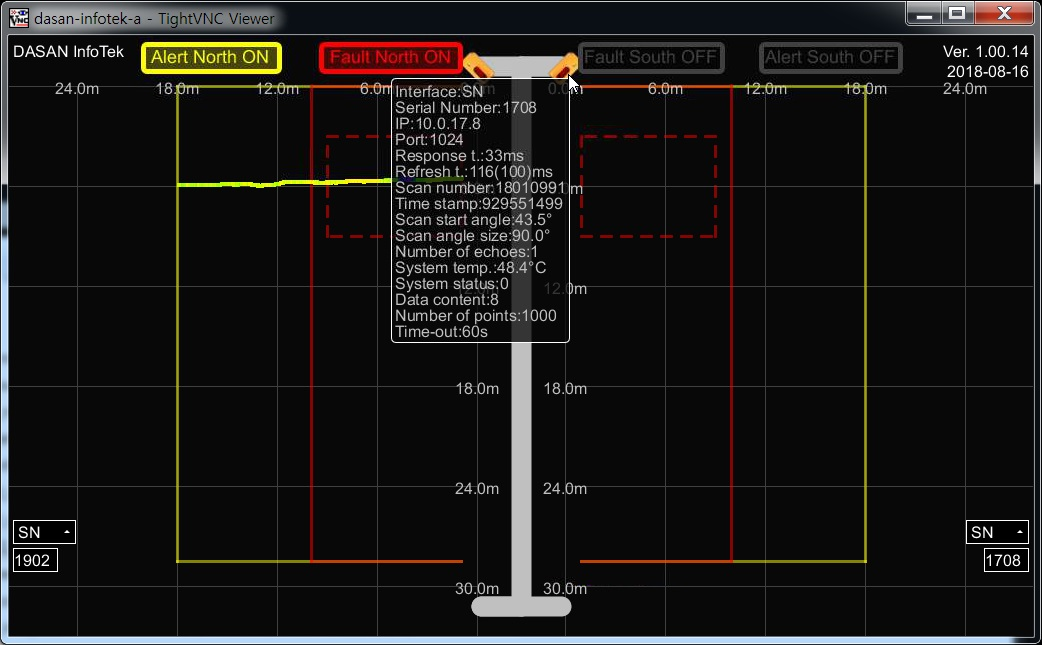 dasan-infotek-a - TightVNC Viewer
DASAN InfoTek
Alert North ON
Fault North ON
Fault South OFF
Alert South OFF
Ver. 1.00.14
2018-08-16
24.0m 18.0m 12.0m 6.0m 0.0m 6.0m 12.0m 18.0m 24.0m
Interface:SN
Serial Number:1708
IP:10.0.17.8
Port:1024
Response t.:33ms
Refresh t.:116(100)ms
Scan number:18010991
Time stamp:929551499
Scan start angle:43.5°
Scan angle size:90.0°
Number of echoes:1
System temp.:48.4°C
System status:0
Data content:8
Number of points:1000
Time-out:60s
12.0m 12.0m
18.0m 18.0m
24.0m 24.0m
SN
1902
SN
1708
30.0m 30.0m